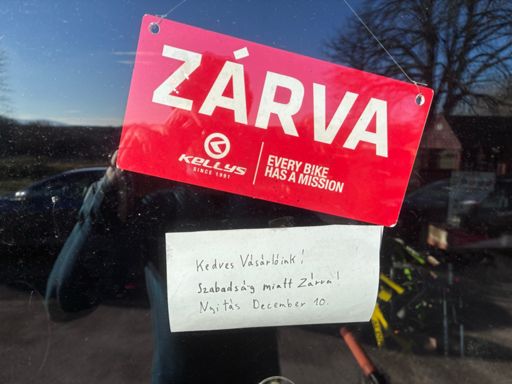 ZÁRVA
KELLYS
SINCE 1991
EVERY BIKE
HAS A MISSION
Kedves Vásárlóink!
Szabadság miatt Zárva!
Nyitás December 10.